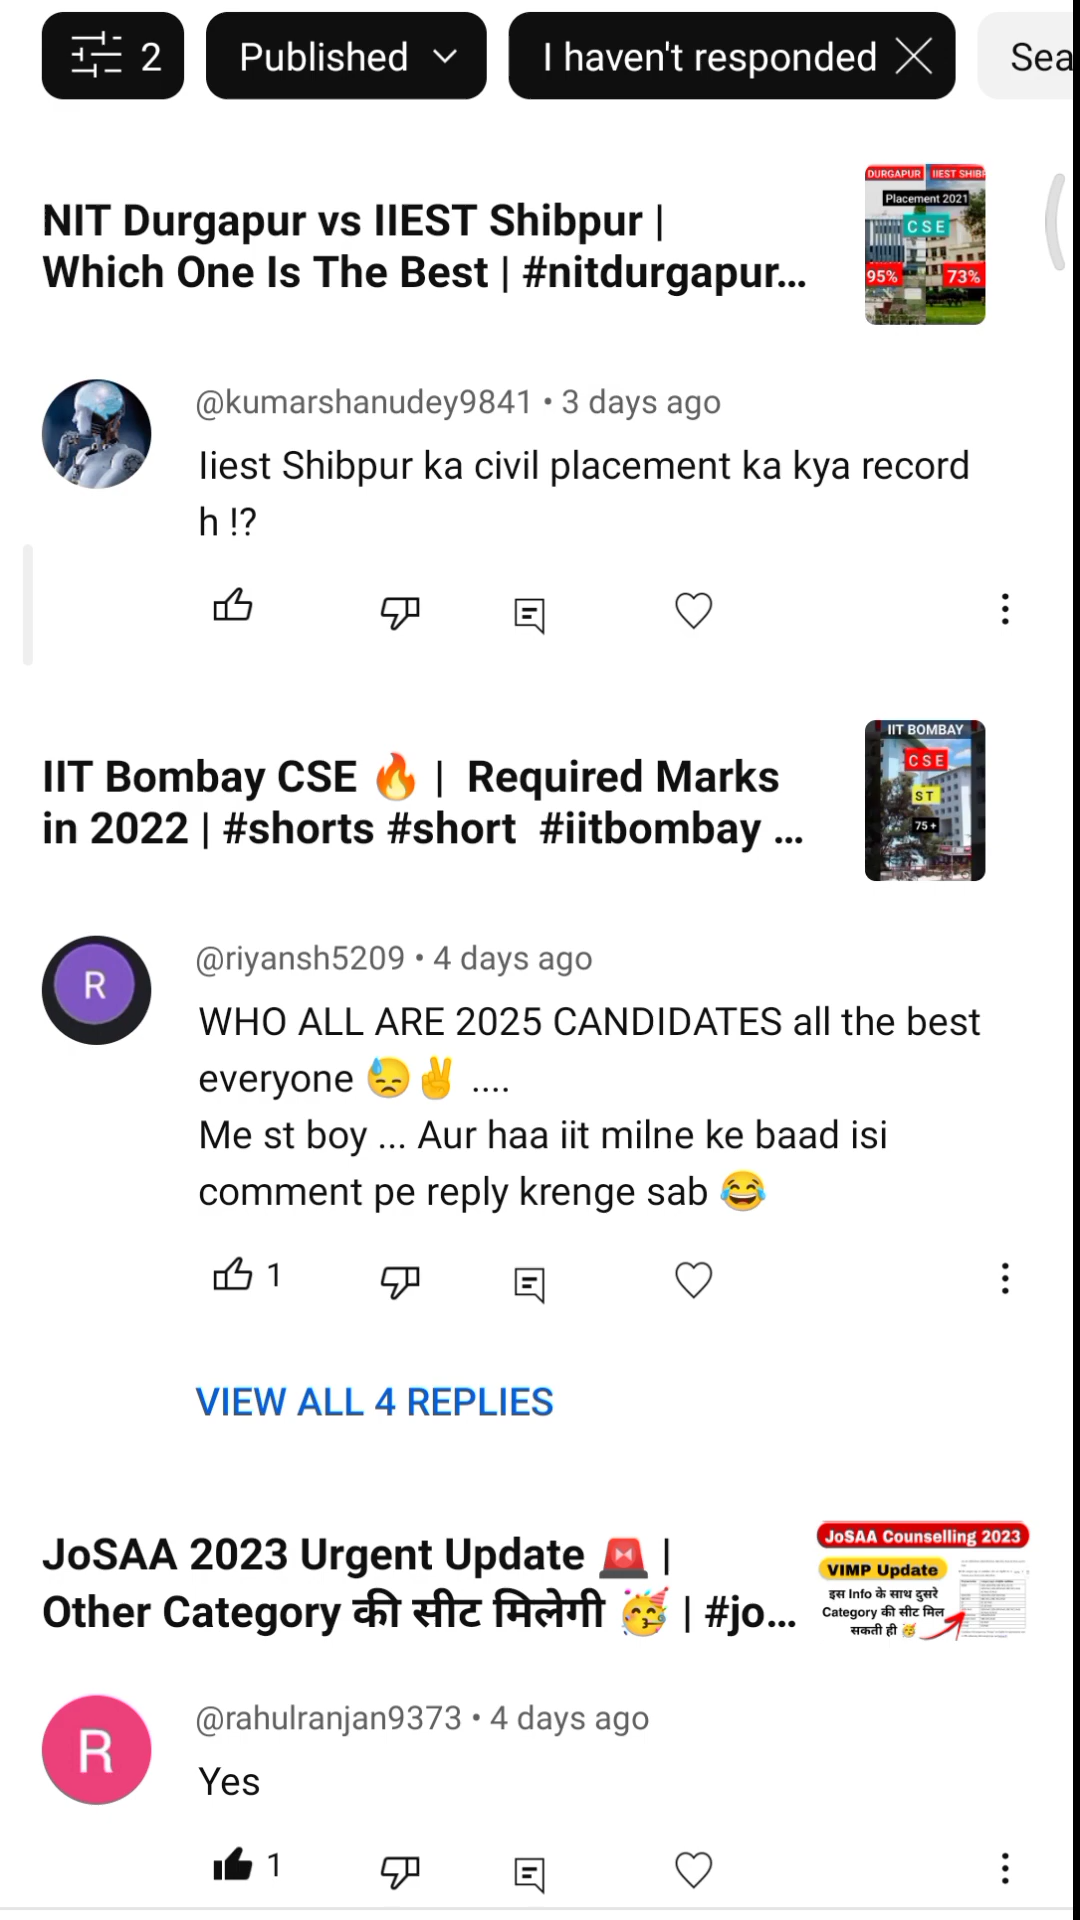 2
Published
I haven't responded
Sea
NIT Durgapur vs IIEST Shibpur |
Which One Is The Best | #nitdurgapur...
DURGAPUR
IIEST SHIBP
Placement 2021
CSE
95%
73%
@kumarshanudey9841 • 3 days ago
Iiest Shibpur ka civil placement ka kya record
h !?
IIT Bombay CSE 🔥 | Required Marks
in 2022 | #shorts #short #iitbombay ...
IIT BOMBAY
CSE
ST
75+
R
@riyansh5209 • 4 days ago
WHO ALL ARE 2025 CANDIDATES all the best
everyone 😓✌️ ....
Me st boy ... Aur haa iit milne ke baad isi
comment pe reply krenge sab 😂
1
VIEW ALL 4 REPLIES
JoSAA 2023 Urgent Update 🚨 |
Other Category की सीट मिलेगी 🥳 | #jo...
JoSAA Counselling 2023
VIMP Update
इस Info के साथ दुसरे
Category की सीट मिल
सकती ही 🥳
R
@rahulranjan9373 • 4 days ago
Yes
1